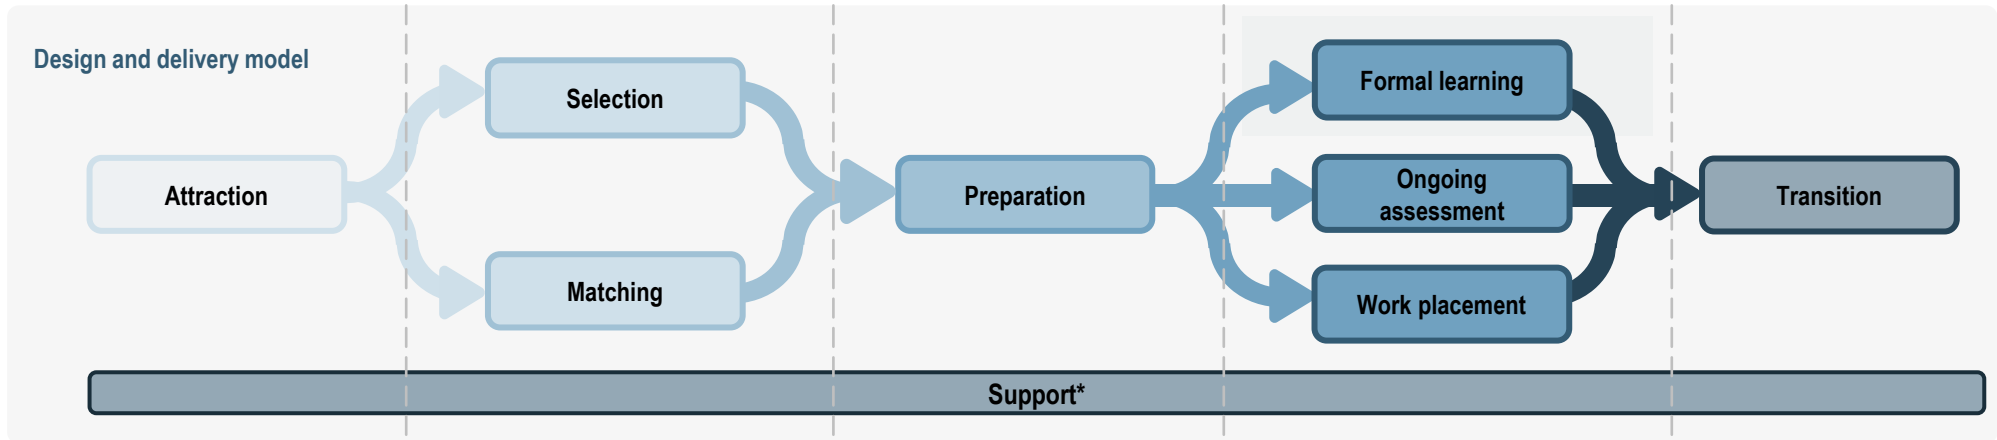 Design and delivery model
Attraction
Selection
Matching
Preparation
Formal learning
Ongoing
assessment
Work placement
Transition
Support*